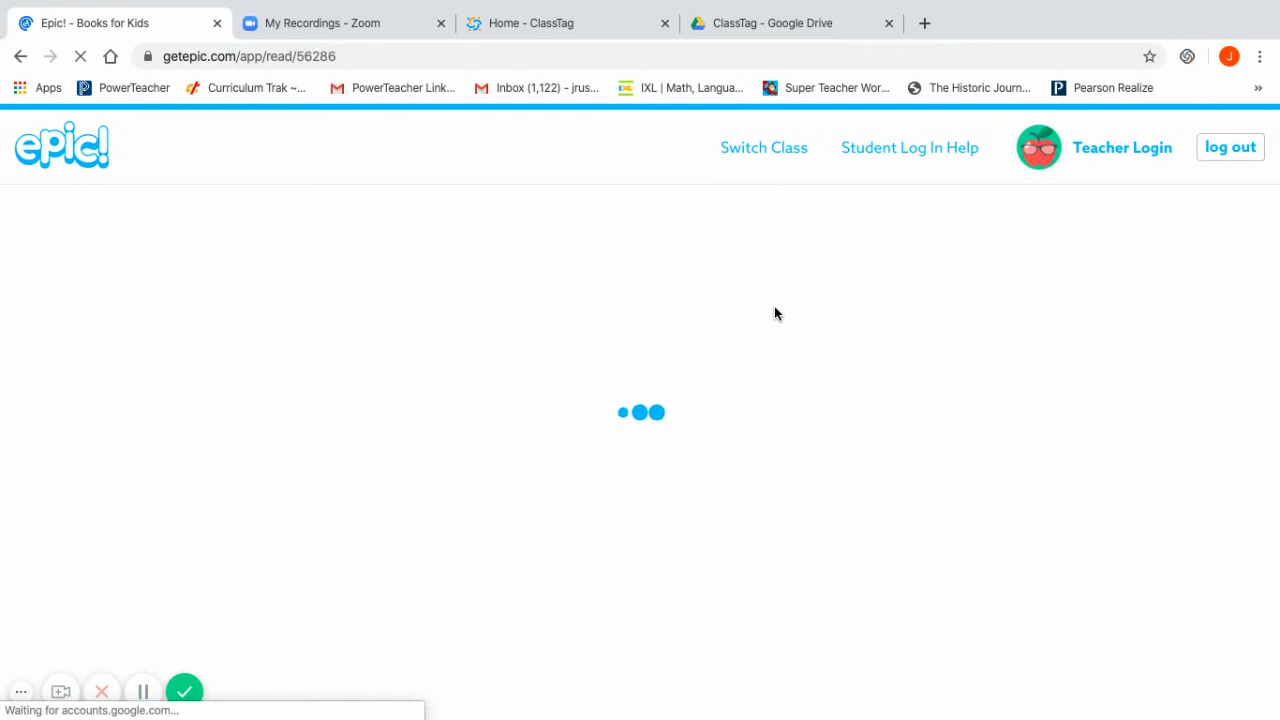 Epic! - Books for Kids
My Recordings - Zoom
Home - ClassTag
ClassTag - Google Drive
getepic.com/app/read/56286
J
Apps
PowerTeacher
Curriculum Trak ~...
PowerTeacher Link...
Inbox (1,122) - jrus...
IXL | Math, Langua...
Super Teacher Wor...
The Historic Journ...
Pearson Realize
»
epic!
Switch Class
Student Log In Help
Teacher Login
log out
Waiting for accounts.google.com...